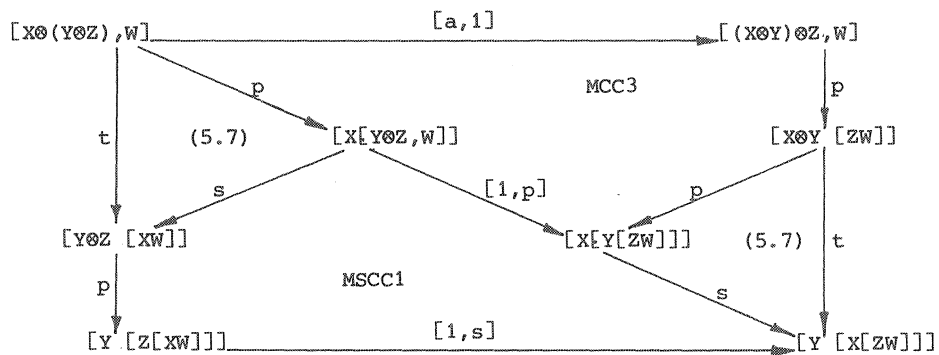 [a,1]
[X⊗(Y⊗Z),W] [(X⊗Y)⊗Z,W]
MCC3
p p
t (5.7) [X[Y⊗Z,W]] [X⊗Y [ZW]]
s [1,p] p
[Y⊗Z [XW]] [X[Y[ZW]]] (5.7) t
p MSCC1 s
[1,s]
[Y [Z[XW]]] [Y [X[ZW]]]